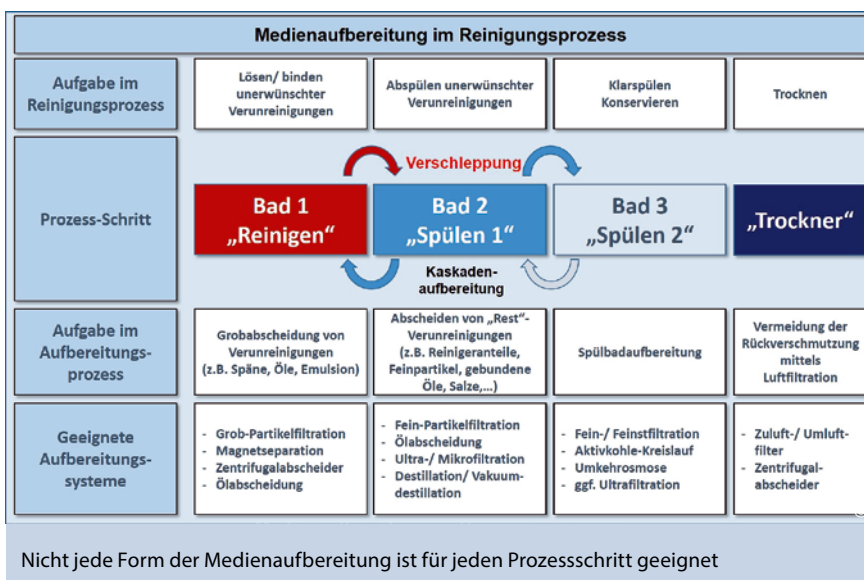 Medienaufbereitung im Reinigungsprozess
Aufgabe im
Reinigungsprozess
Lösen/ binden
unerwünschter
Verunreinigungen
Abspülen unerwünschter
Verunreinigungen
Klarspülen
Konservieren
Trocknen
Prozess-Schritt
Verschleppung
Bad 1
„Reinigen“
Bad 2
„Spülen 1“
Bad 3
„Spülen 2“
„Trockner“
Kaskaden-
aufbereitung
Aufgabe im
Aufbereitungs-
prozess
Grobabscheidung von
Verunreinigungen
(z.B. Späne, Öle, Emulsion)
Abscheiden von „Rest“-
Verunreinigungen
(z.B. Reinigeranteile,
Feinpartikel, gebundene
Öle, Salze,...)
Spülbadaufbereitung
Vermeidung der
Rückverschmutzung
mittels
Luftfiltration
Geeignete
Aufbereitungs-
systeme
- Grob-Partikelfiltration
- Magnetseparation
- Zentrifugalabscheider
- Ölabscheidung
- Fein-Partikelfiltration
- Ölabscheidung
- Ultra-/ Mikrofiltration
- Destillation/ Vakuum-
destillation
- Fein-/ Feinstfiltration
- Aktivkohle-Kreislauf
- Umkehrosmose
- ggf. Ultrafiltration
- Zuluft-/ Umluft-
filter
- Zentrifugal-
abscheider
Nicht jede Form der Medienaufbereitung ist für jeden Prozessschritt geeignet